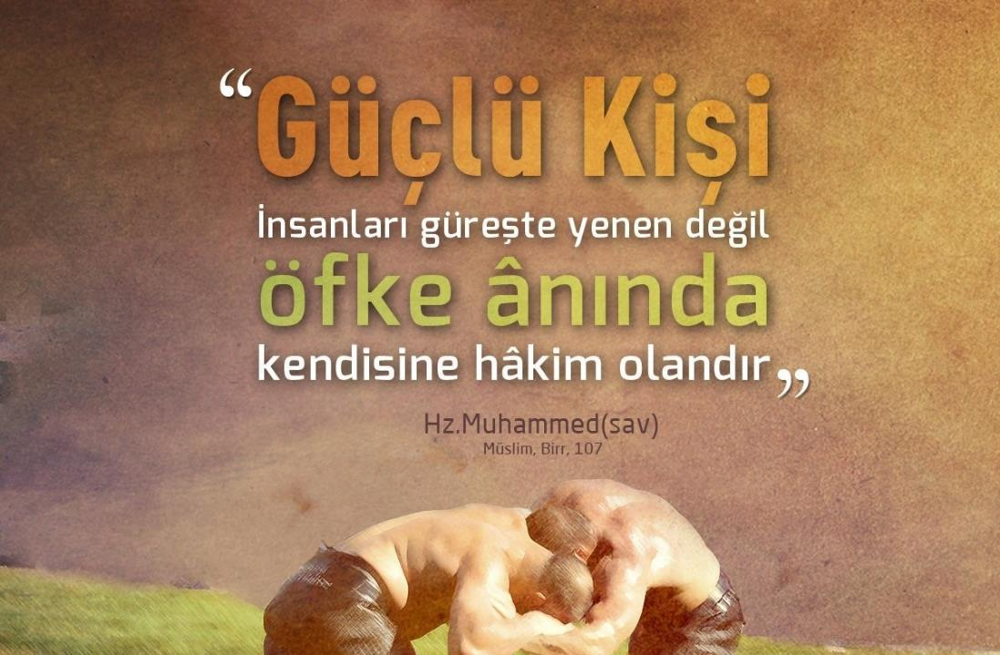 “Güçlü Kişi
İnsanları güreşte yenen değil
öfke ânında
kendisine hâkim olandır„
Hz.Muhammed(sav)
Müslim, Birr, 107